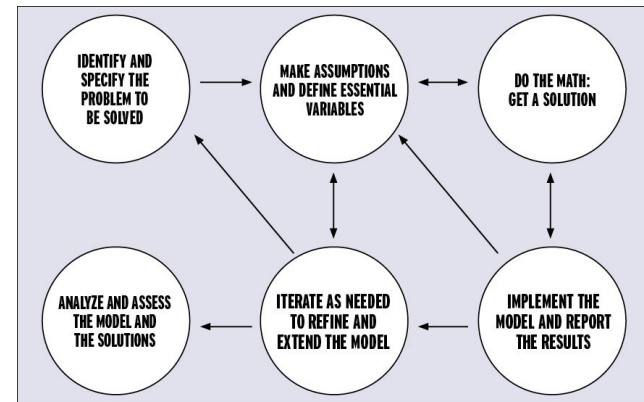 IDENTIFY AND
SPECIFY THE
PROBLEM TO
BE SOLVED
MAKE ASSUMPTIONS
AND DEFINE ESSENTIAL
VARIABLES
DO THE MATH:
GET A SOLUTION
ANALYZE AND ASSESS
THE MODEL AND
THE SOLUTIONS
ITERATE AS NEEDED
TO REFINE AND
EXTEND THE MODEL
IMPLEMENT THE
MODEL AND REPORT
THE RESULTS